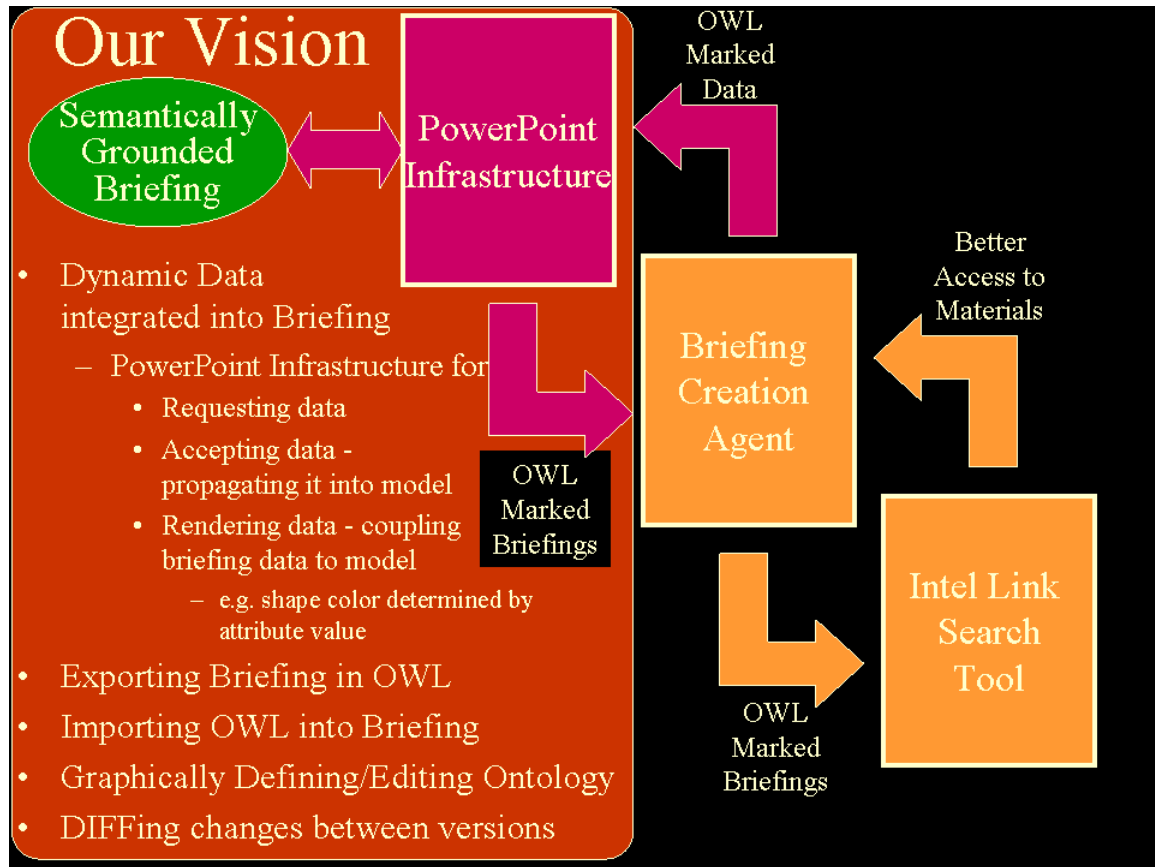 Our Vision
Semantically
Grounded
Briefing
PowerPoint
Infrastructure
OWL
Marked
Data
• Dynamic Data
integrated into Briefing
– PowerPoint Infrastructure for
• Requesting data
• Accepting data -
propagating it into model
• Rendering data - coupling
briefing data to model
– e.g. shape color determined by
attribute value
• Exporting Briefing in OWL
• Importing OWL into Briefing
• Graphically Defining/Editing Ontology
• DIFFing changes between versions
OWL
Marked
Briefings
Briefing
Creation
Agent
Better
Access to
Materials
OWL
Marked
Briefings
Intel Link
Search
Tool